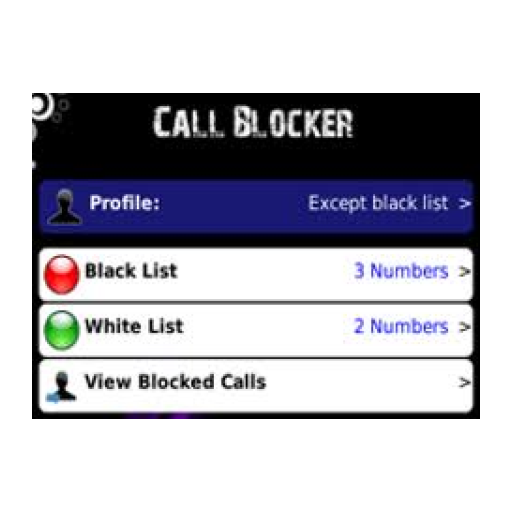 CALL BLOCKER
Profile: Except black list >
Black List 3 Numbers >
White List 2 Numbers >
View Blocked Calls >